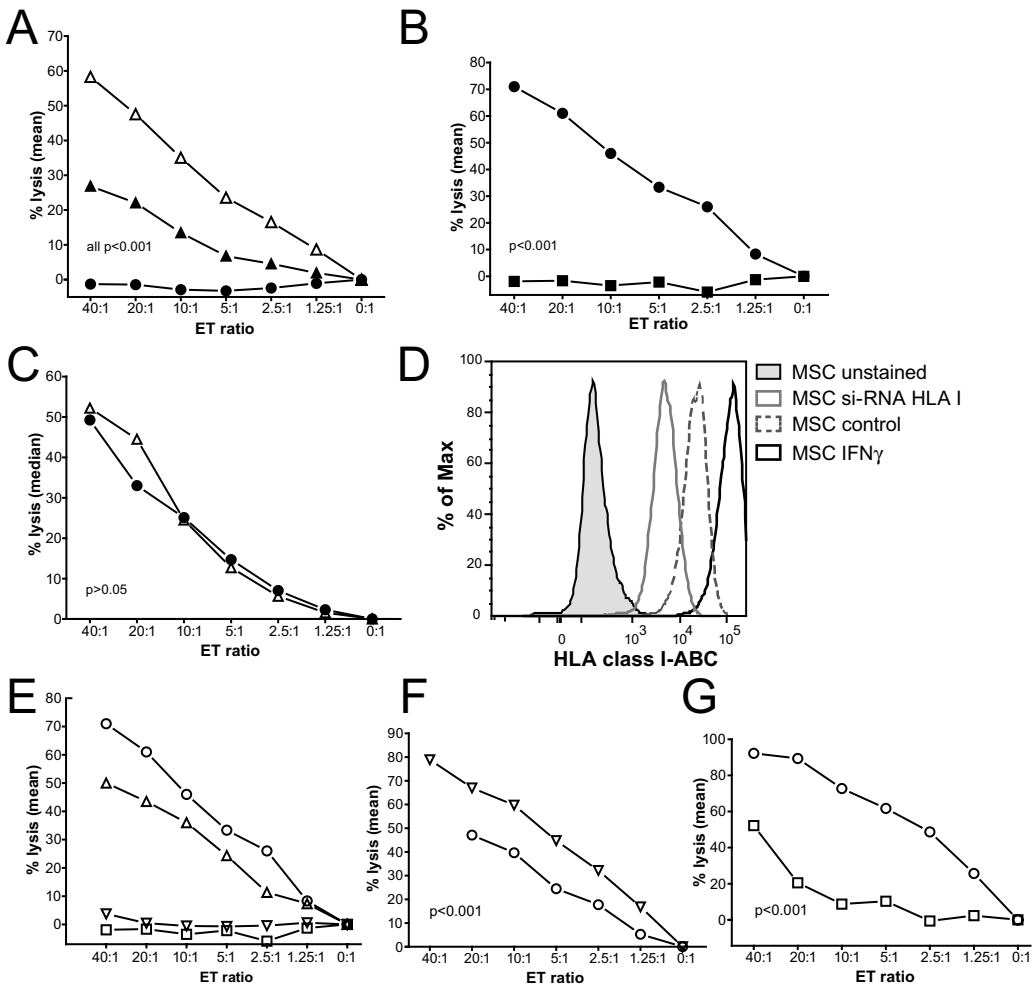 A
% lysis (mean)
70
60
50
40
30
20
10
0
all p<0.001
40:1 20:1 10:1 5:1 2.5:1 1.25:1 0:1
ET ratio
B
% lysis (mean)
80
70
60
50
40
30
20
10
0
p<0.001
40:1 20:1 10:1 5:1 2.5:1 1.25:1 0:1
ET ratio
C
% lysis (median)
60
50
40
30
20
10
0
p>0.05
40:1 20:1 10:1 5:1 2.5:1 1.25:1 0:1
ET ratio
D
% of Max
100
80
60
40
20
0
0 10³ 10⁴ 10⁵
HLA class I-ABC
MSC unstained
MSC si-RNA HLA I
MSC control
MSC IFNγ
E
% lysis (mean)
80
70
60
50
40
30
20
10
0
40:1 20:1 10:1 5:1 2.5:1 1.25:1 0:1
ET ratio
F
% lysis (mean)
90
80
70
60
50
40
30
20
10
0
p<0.001
40:1 20:1 10:1 5:1 2.5:1 1.25:1 0:1
ET ratio
G
% lysis (mean)
100
80
60
40
20
0
p<0.001
40:1 20:1 10:1 5:1 2.5:1 1.25:1 0:1
ET ratio